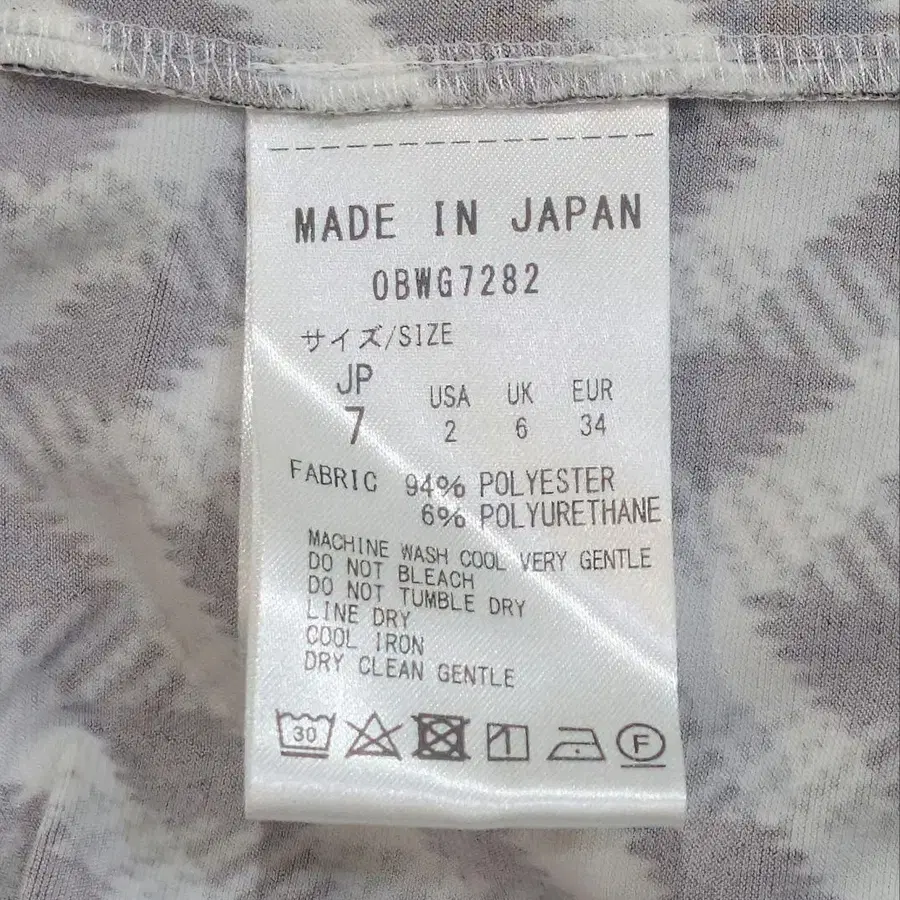 MADE IN JAPAN
0BWG7282
サイズ/SIZE
JP USA UK EUR
7 2 6 34
FABRIC 94% POLYESTER
6% POLYURETHANE
MACHINE WASH COOL VERY GENTLE
DO NOT BLEACH
DO NOT TUMBLE DRY
LINE DRY
COOL IRON
DRY CLEAN GENTLE
30 F